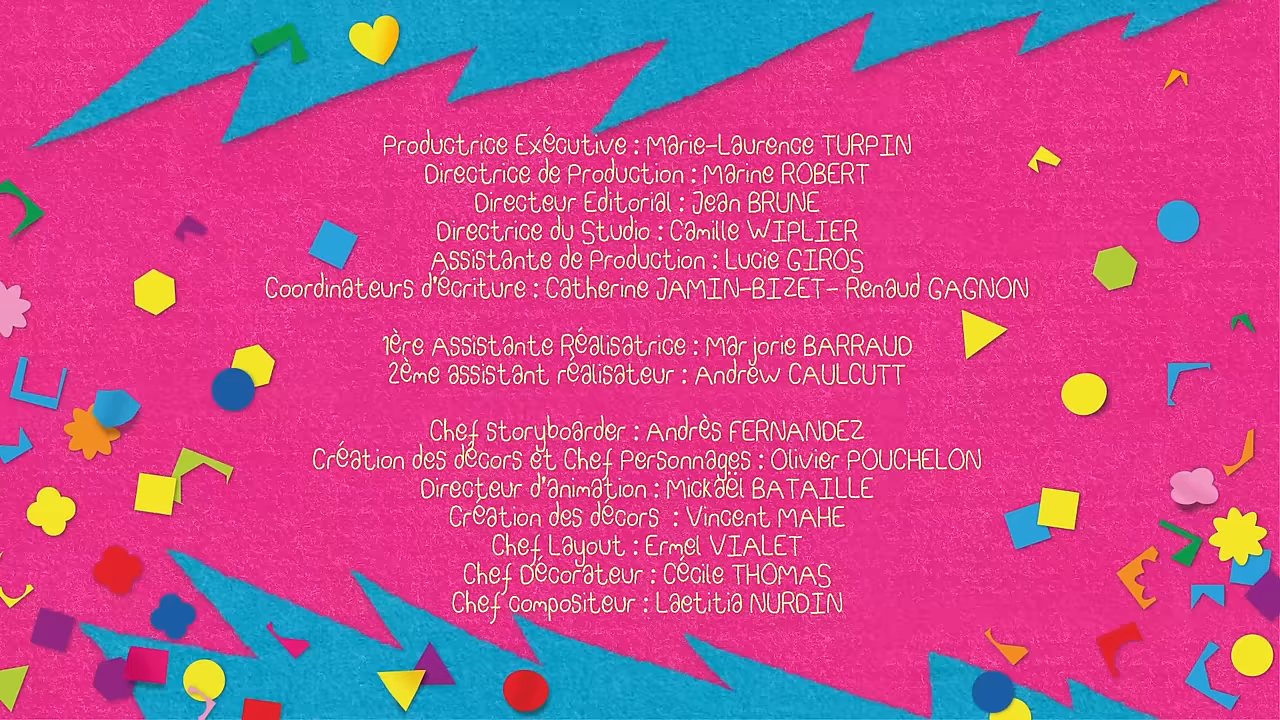 Productrice Exécutive : Marie-Laurence TURPIN
Directrice de Production : Marine ROBERT
Directeur Editorial : Jean BRUNE
Directrice du Studio : Camille WIPLIER
Assistante de Production : Lucie GIROS
Coordinateurs d'écriture : Catherine JAMIN-BIZET- Renaud GAGNON
1ère Assistante Réalisatrice : Marjorie BARRAUD
2ème assistant réalisateur : Andrew CAULCUTT
Chef Storyboarder : Andrès FERNANDEZ
Création des décors et Chef Personnages : Olivier POUCHELON
Directeur d'animation : Mickaël BATAILLE
Création des décors : Vincent MAHE
Chef Layout : Ermel VIALET
Chef Décorateur : Cécile THOMAS
Chef compositeur : Laetitia NURDIN